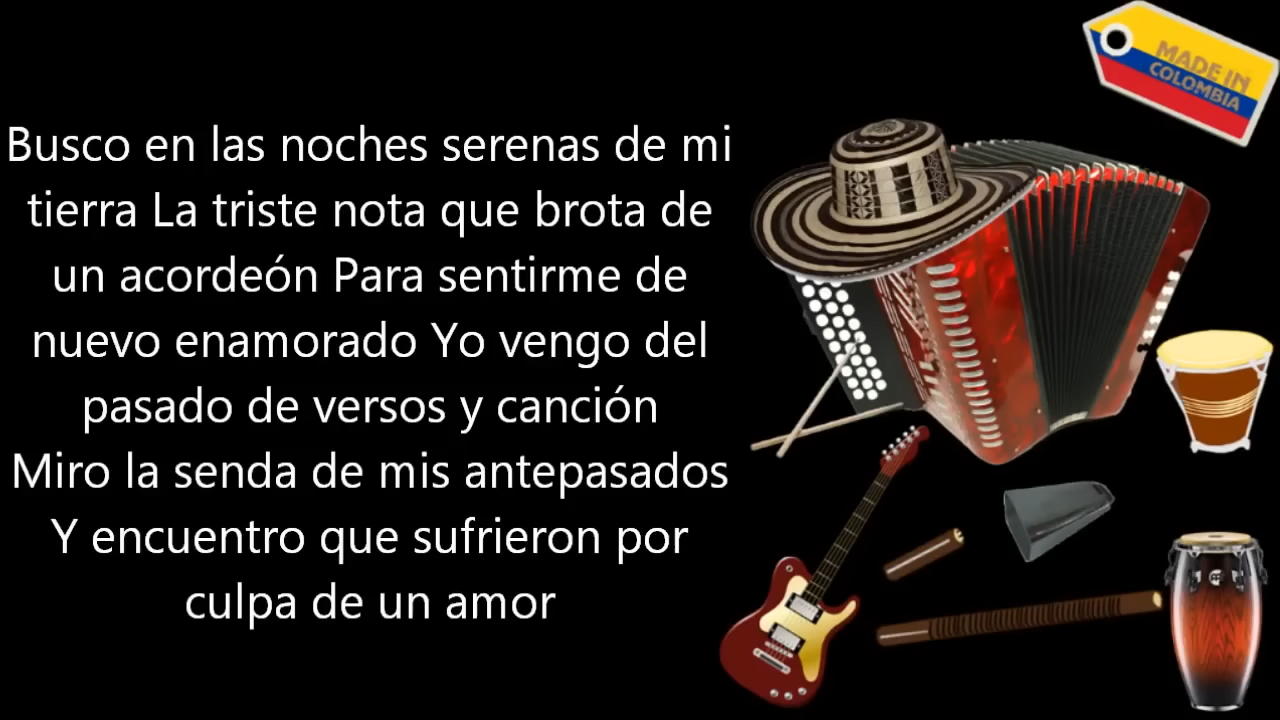 Busco en las noches serenas de mi
tierra La triste nota que brota de
un acordeón Para sentirme de
nuevo enamorado Yo vengo del
pasado de versos y canción
Miro la senda de mis antepasados
Y encuentro que sufrieron por
culpa de un amor
MADE IN
COLOMBIA